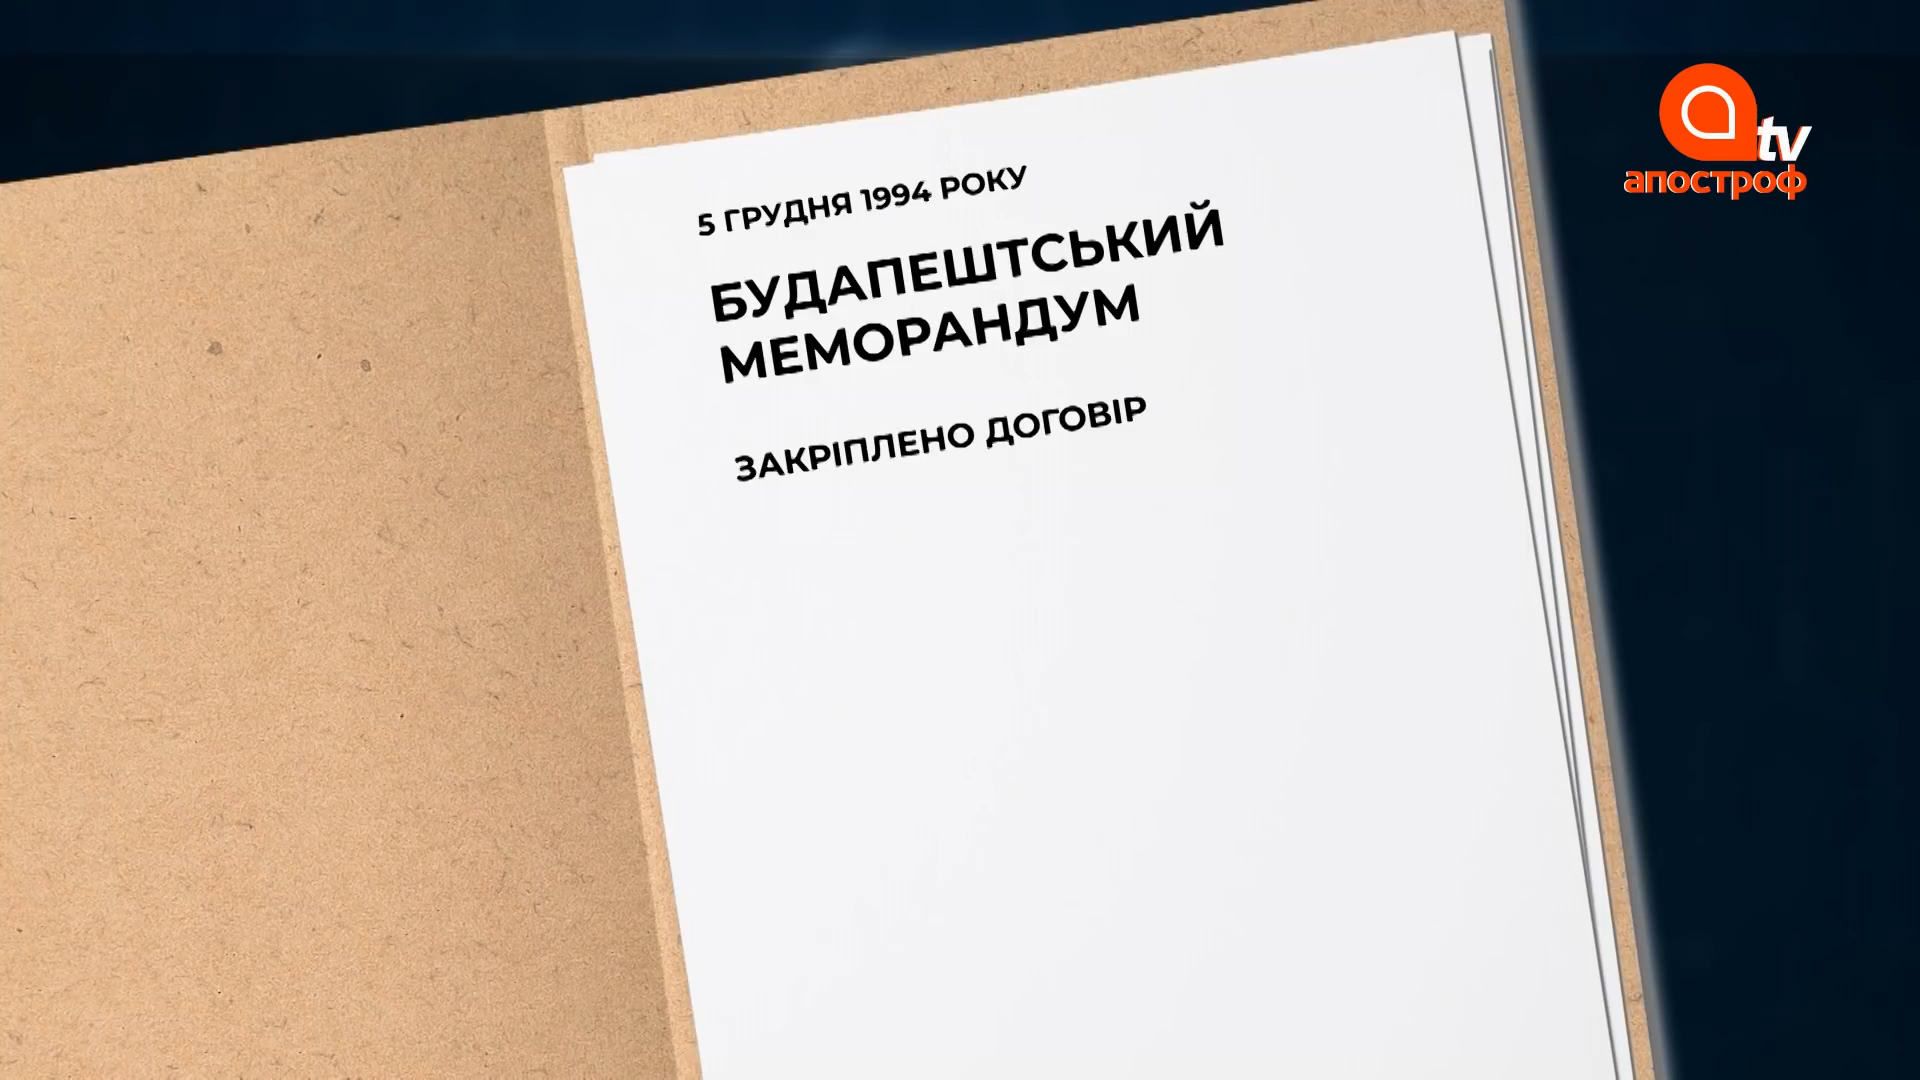 5 ГРУДНЯ 1994 РОКУ
БУДАПЕШТСЬКИЙ
МЕМОРАНДУМ
ЗАКРІПЛЕНО ДОГОВІР
tv
апостроф